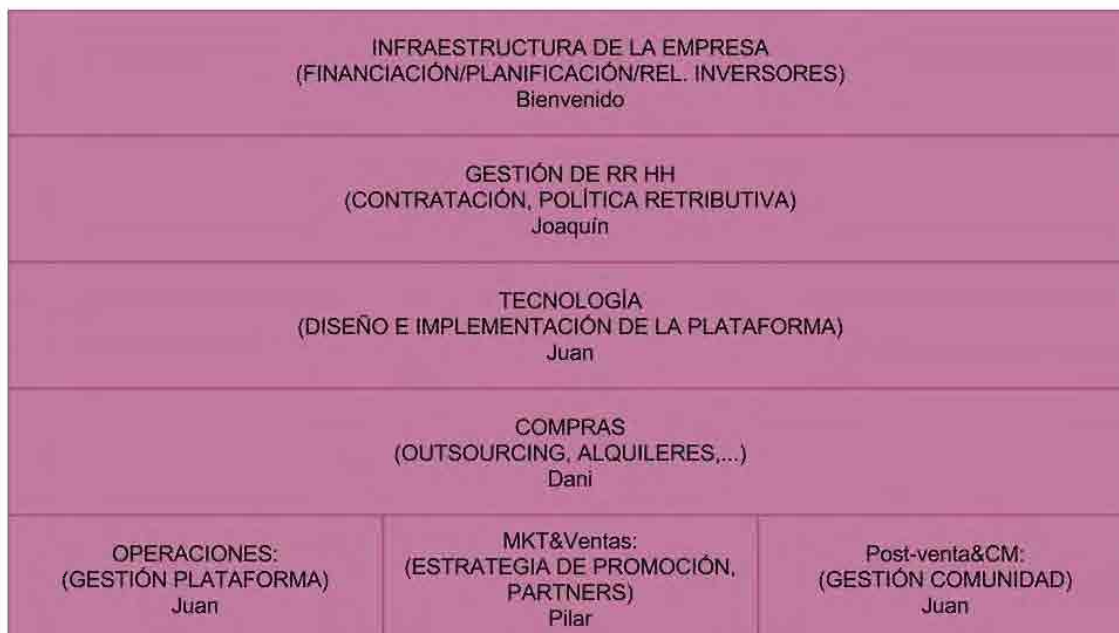 INFRAESTRUCTURA DE LA EMPRESA
(FINANCIACIÓN/PLANIFICACIÓN/REL. INVERSORES)
Bienvenido
GESTIÓN DE RR HH
(CONTRATACIÓN, POLÍTICA RETRIBUTIVA)
Joaquín
TECNOLOGÍA
(DISEÑO E IMPLEMENTACIÓN DE LA PLATAFORMA)
Juan
COMPRAS
(OUTSOURCING, ALQUILERES,...)
Dani
OPERACIONES:
(GESTIÓN PLATAFORMA)
Juan
MKT&Ventas:
(ESTRATEGIA DE PROMOCIÓN,
PARTNERS)
Pilar
Post-venta&CM:
(GESTIÓN COMUNIDAD)
Juan